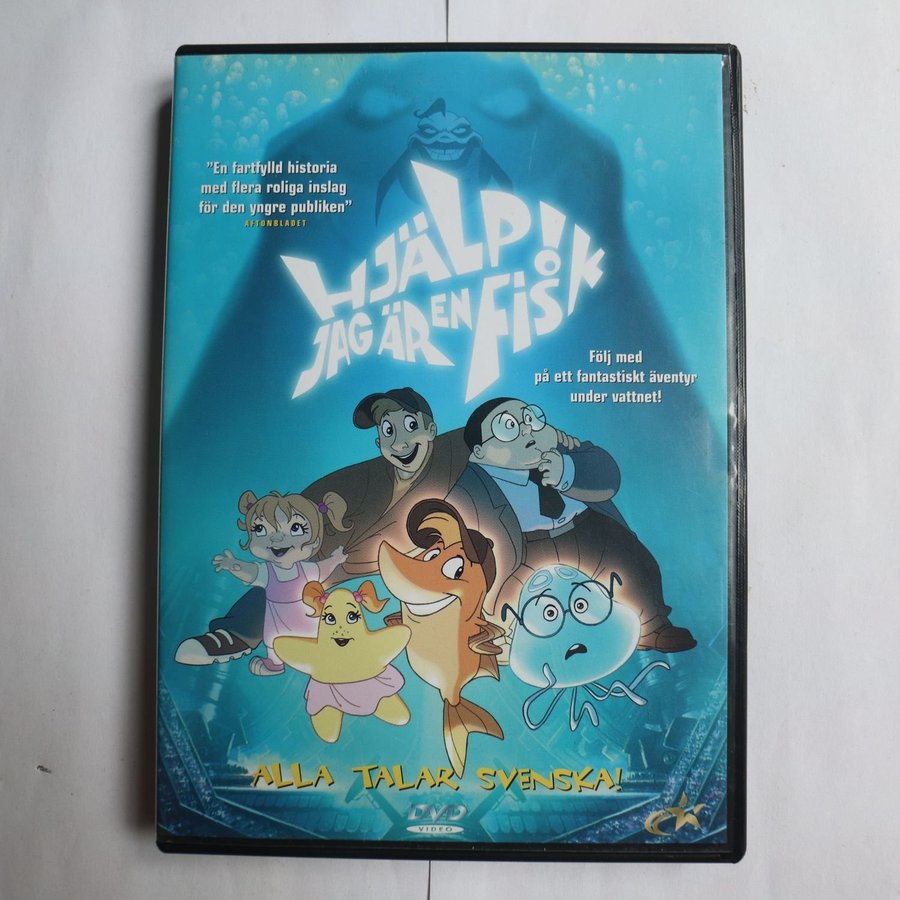 ”En fartfylld historia
med flera roliga inslag
för den yngre publiken”
AFTONBLADET
HJÄLP!
JAG ÄR EN FISK
Följ med
på ett fantastiskt äventyr
under vattnet!
ALLA TALAR SVENSKA!
DVD
VIDEO